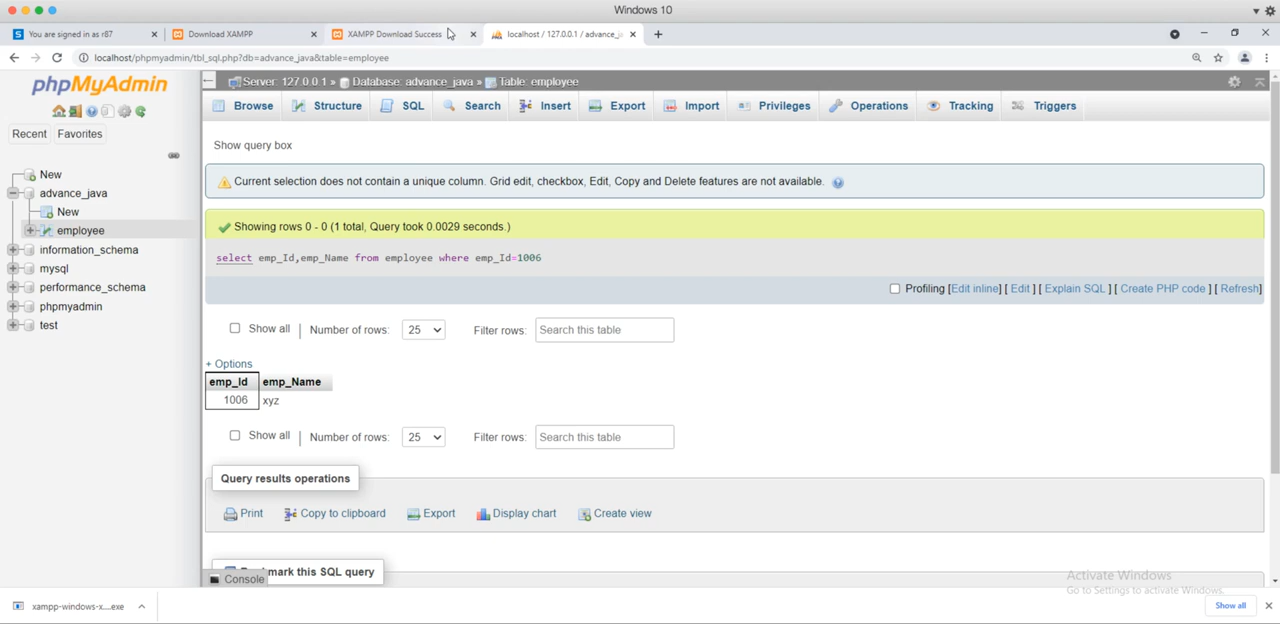 Windows 10
You are signed in as r87
Download XAMPP
XAMPP Download Success
localhost / 127.0.0.1 / advance_ja
localhost/phpmyadmin/tbl_sql.php?db=advance_java&table=employee
phpMyAdmin
Recent Favorites
New
advance_java
New
employee
information_schema
mysql
performance_schema
phpmyadmin
test
Server: 127.0.0.1 » Database: advance_java » Table: employee
Browse Structure SQL Search Insert Export Import Privileges Operations Tracking Triggers
Show query box
Current selection does not contain a unique column. Grid edit, checkbox, Edit, Copy and Delete features are not available.
Showing rows 0 - 0 (1 total, Query took 0.0029 seconds.)
select emp_Id,emp_Name from employee where emp_Id=1006
Profiling [Edit inline] [ Edit ] [ Explain SQL ] [ Create PHP code ] [ Refresh]
Show all | Number of rows: 25 Filter rows: Search this table
+ Options
emp_Id emp_Name
1006 xyz
Show all | Number of rows: 25 Filter rows: Search this table
Query results operations
Print Copy to clipboard Export Display chart Create view
mark this SQL query
Console
Activate Windows
Go to Settings to activate Windows.
xampp-windows-x....exe
Show all